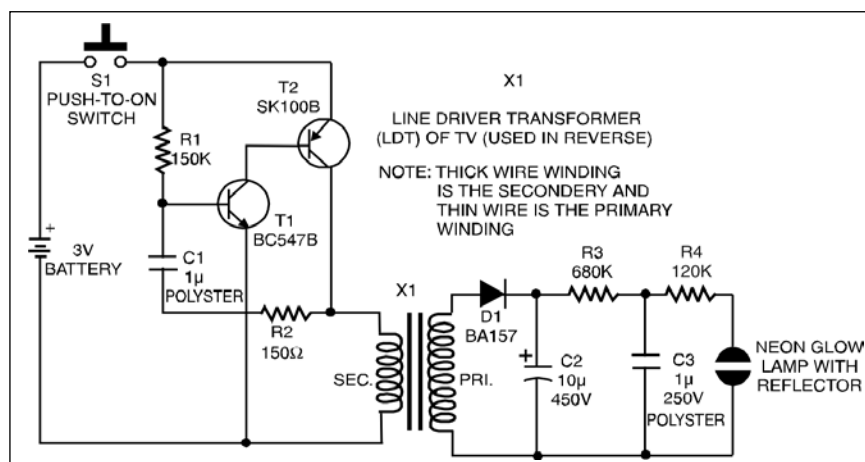 S1
PUSH-TO-ON
SWITCH
T2
SK100B
X1
LINE DRIVER TRANSFORMER
(LDT) OF TV (USED IN REVERSE)
NOTE: THICK WIRE WINDING
IS THE SECONDERY AND
THIN WIRE IS THE PRIMARY
WINDING
R1
150K
T1
BC547B
+
3V
BATTERY
C1
1µ
POLYSTER
R2
150Ω
X1
SEC.
PRI.
D1
BA157
R3
680K
R4
120K
+
C2
10µ
450V
C3
1µ
250V
POLYSTER
NEON GLOW
LAMP WITH
REFLECTOR